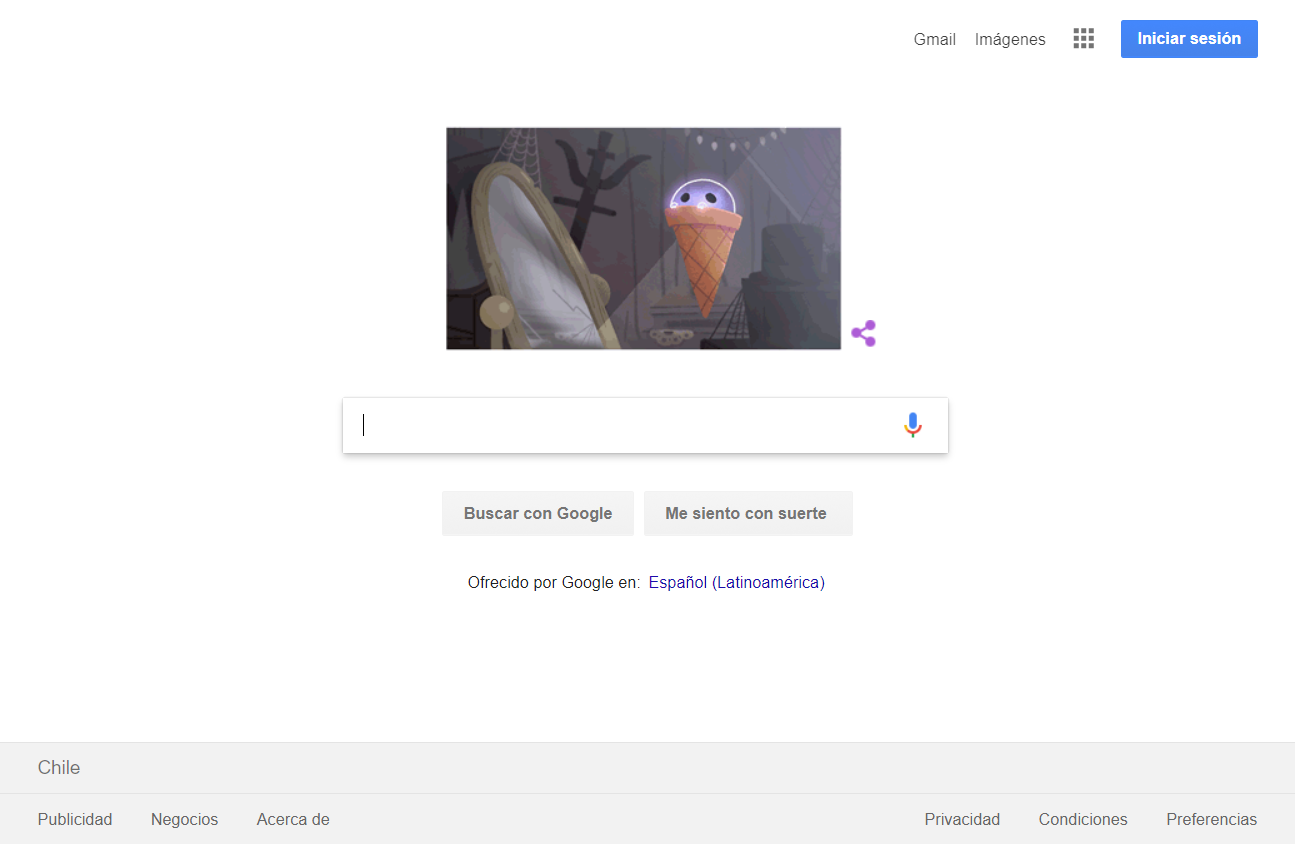 Gmail Imágenes Iniciar sesión
Buscar con Google Me siento con suerte
Ofrecido por Google en: Español (Latinoamérica)
Chile
Publicidad Negocios Acerca de Privacidad Condiciones Preferencias